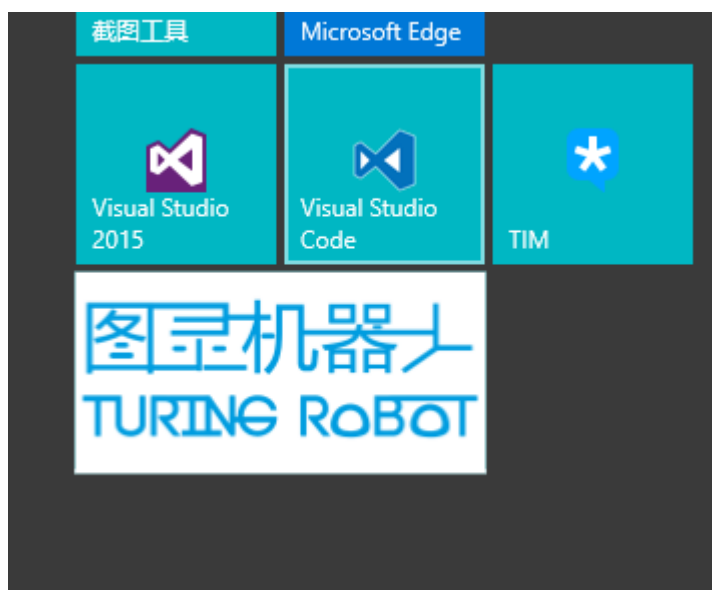 截图工具
Microsoft Edge
Visual Studio
2015
Visual Studio
Code
TIM
图灵机器人
TURING ROBOT